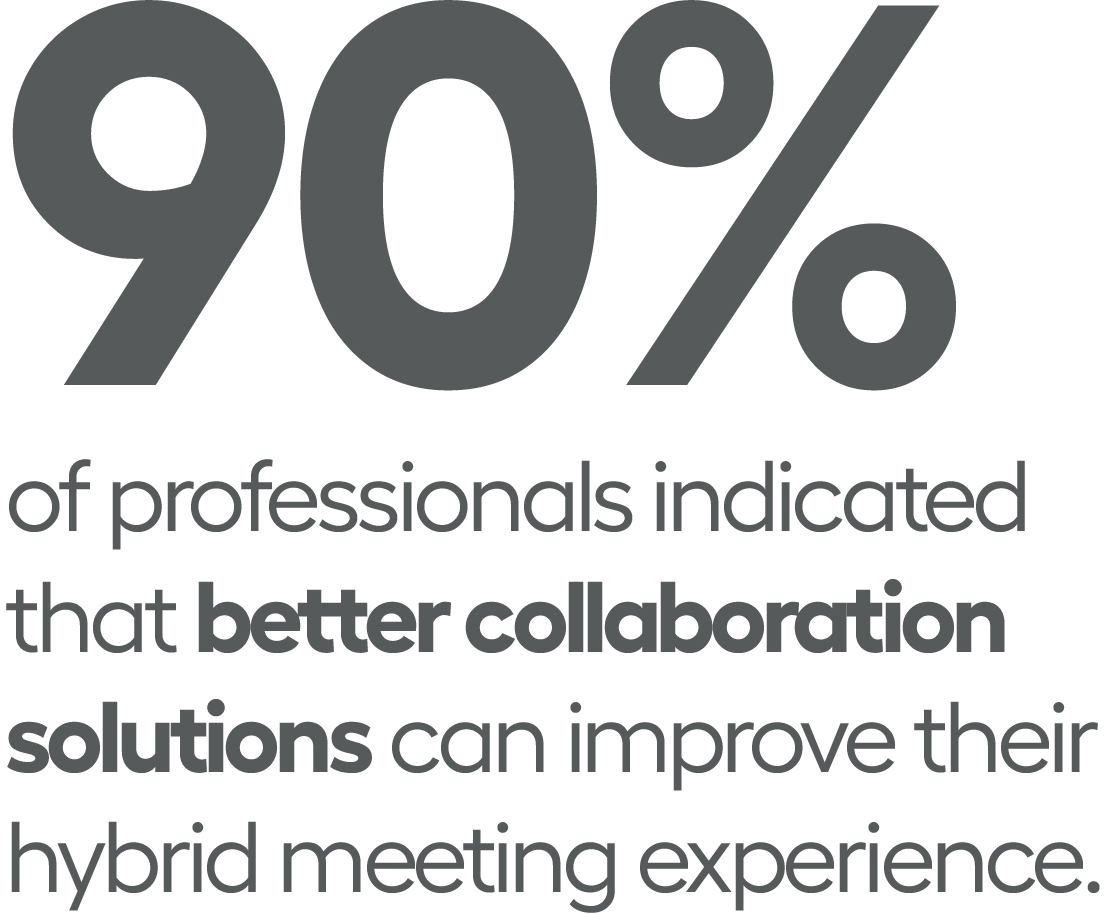 90%
of professionals indicated
that better collaboration
solutions can improve their
hybrid meeting experience.